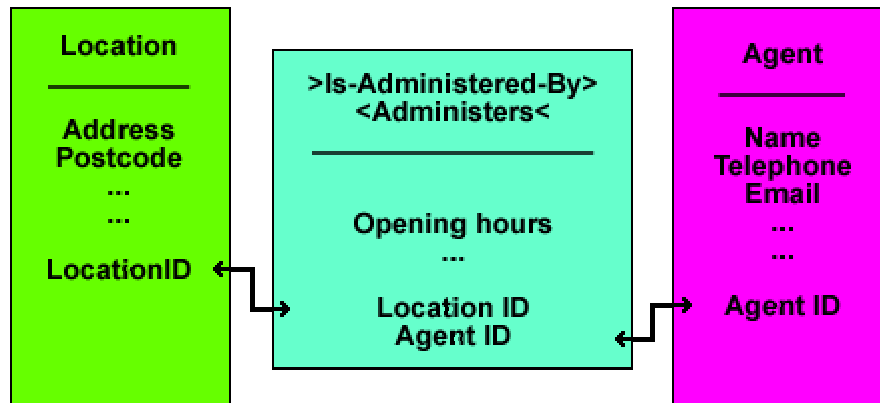 Location
Address
Postcode
...
...
LocationID
>Is-Administered-By>
<Administers<
Opening hours
...
Location ID
Agent ID
Agent
Name
Telephone
Email
...
...
Agent ID